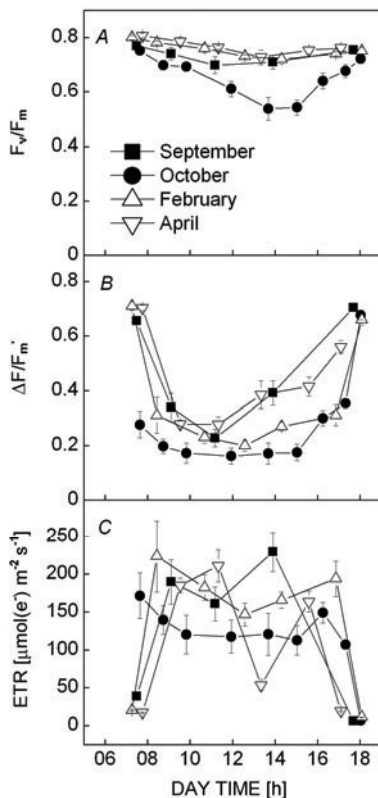 A
0.8
0.6
0.4
0.2
0
Fv/Fm
September
October
February
April
B
0.8
0.6
0.4
0.2
0
ΔF/Fm'
C
250
200
150
100
50
0
ETR [μmol(e-) m-2 s-1]
06 08 10 12 14 16 18
DAY TIME [h]